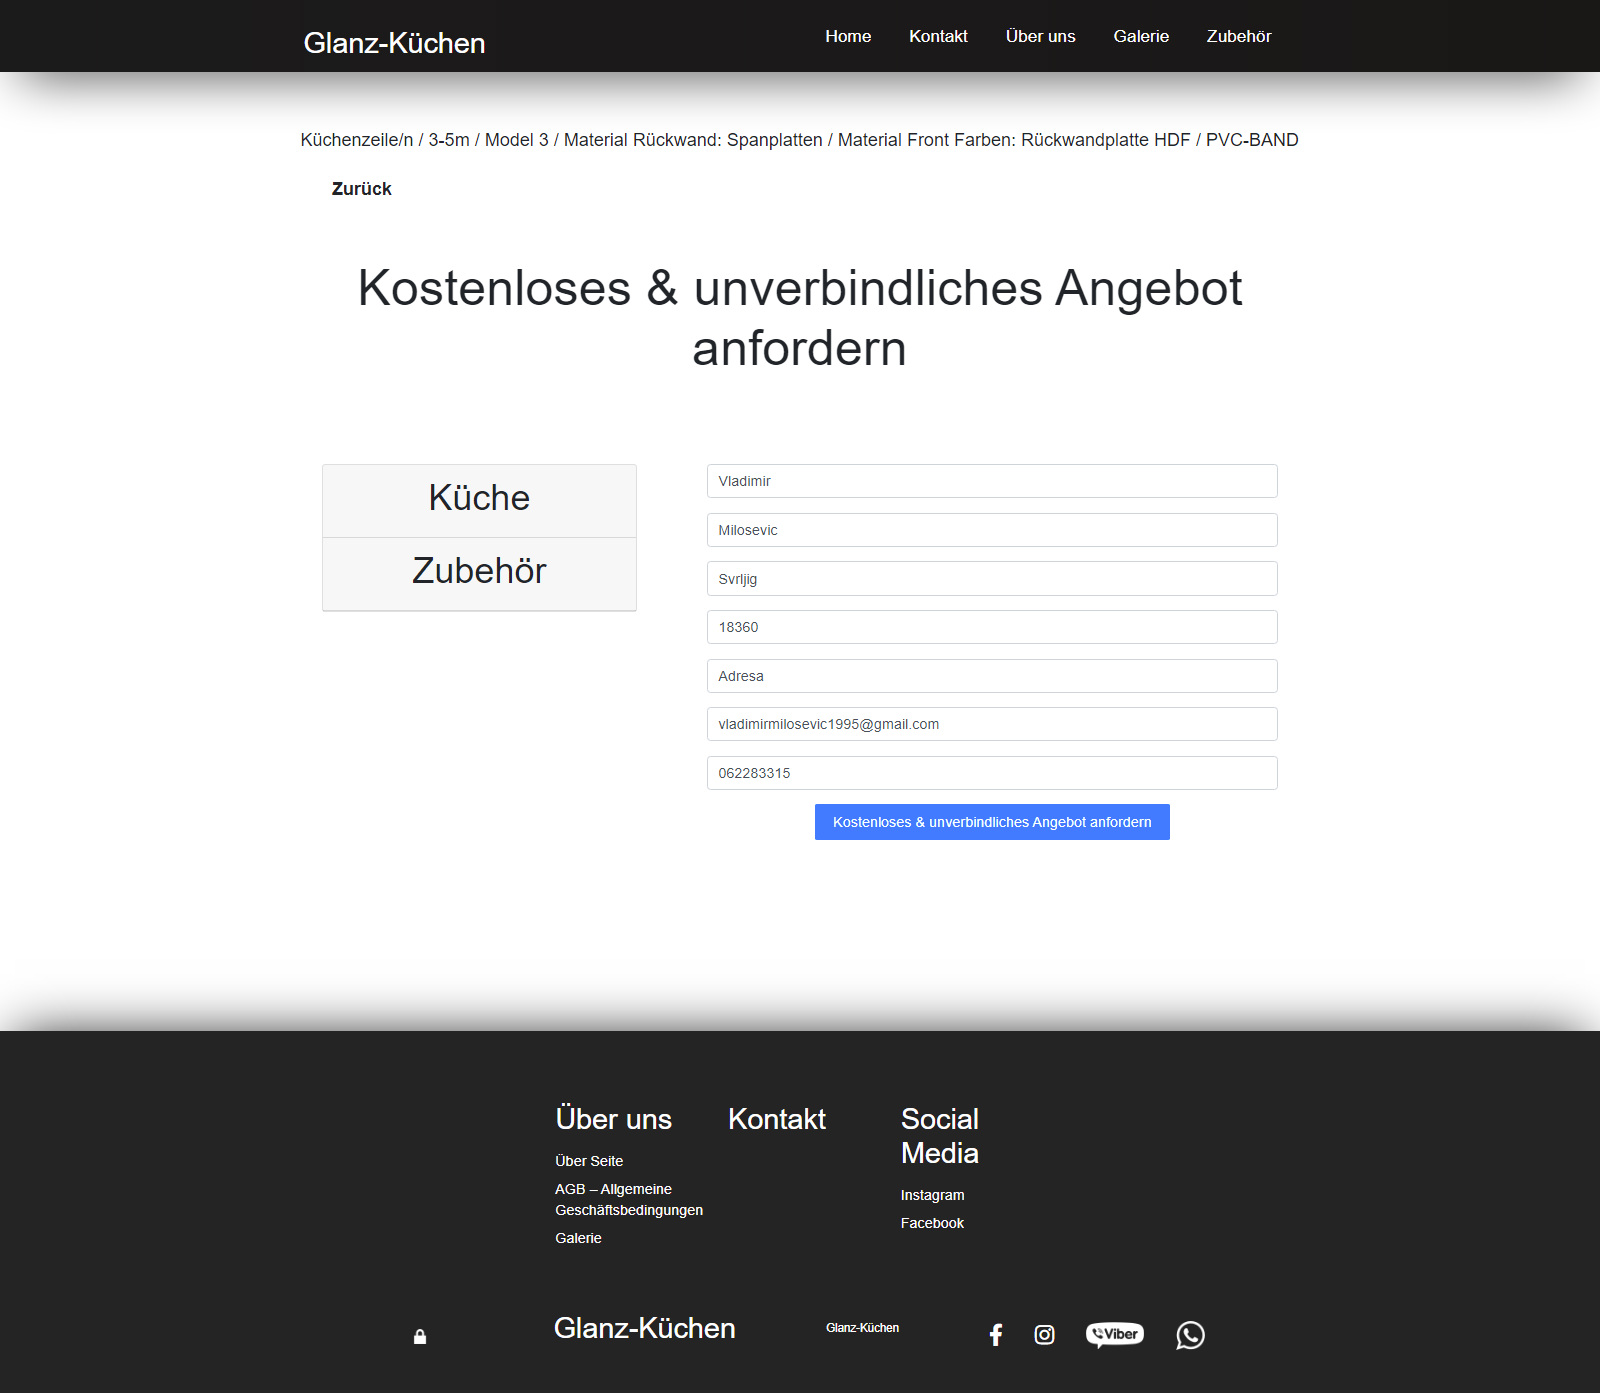 Glanz-Küchen
Home Kontakt Über uns Galerie Zubehör
Küchenzeile/n / 3-5m / Model 3 / Material Rückwand: Spanplatten / Material Front Farben: Rückwandplatte HDF / PVC-BAND
Zurück
Kostenloses & unverbindliches Angebot
anfordern
Küche
Zubehör
Vladimir
Milosevic
Svrljig
18360
Adresa
vladimirmilosevic1995@gmail.com
062283315
Kostenloses & unverbindliches Angebot anfordern
Über uns
Über Seite
AGB – Allgemeine
Geschäftsbedingungen
Galerie
Kontakt
Social
Media
Instagram
Facebook
Glanz-Küchen
Glanz-Küchen
Viber